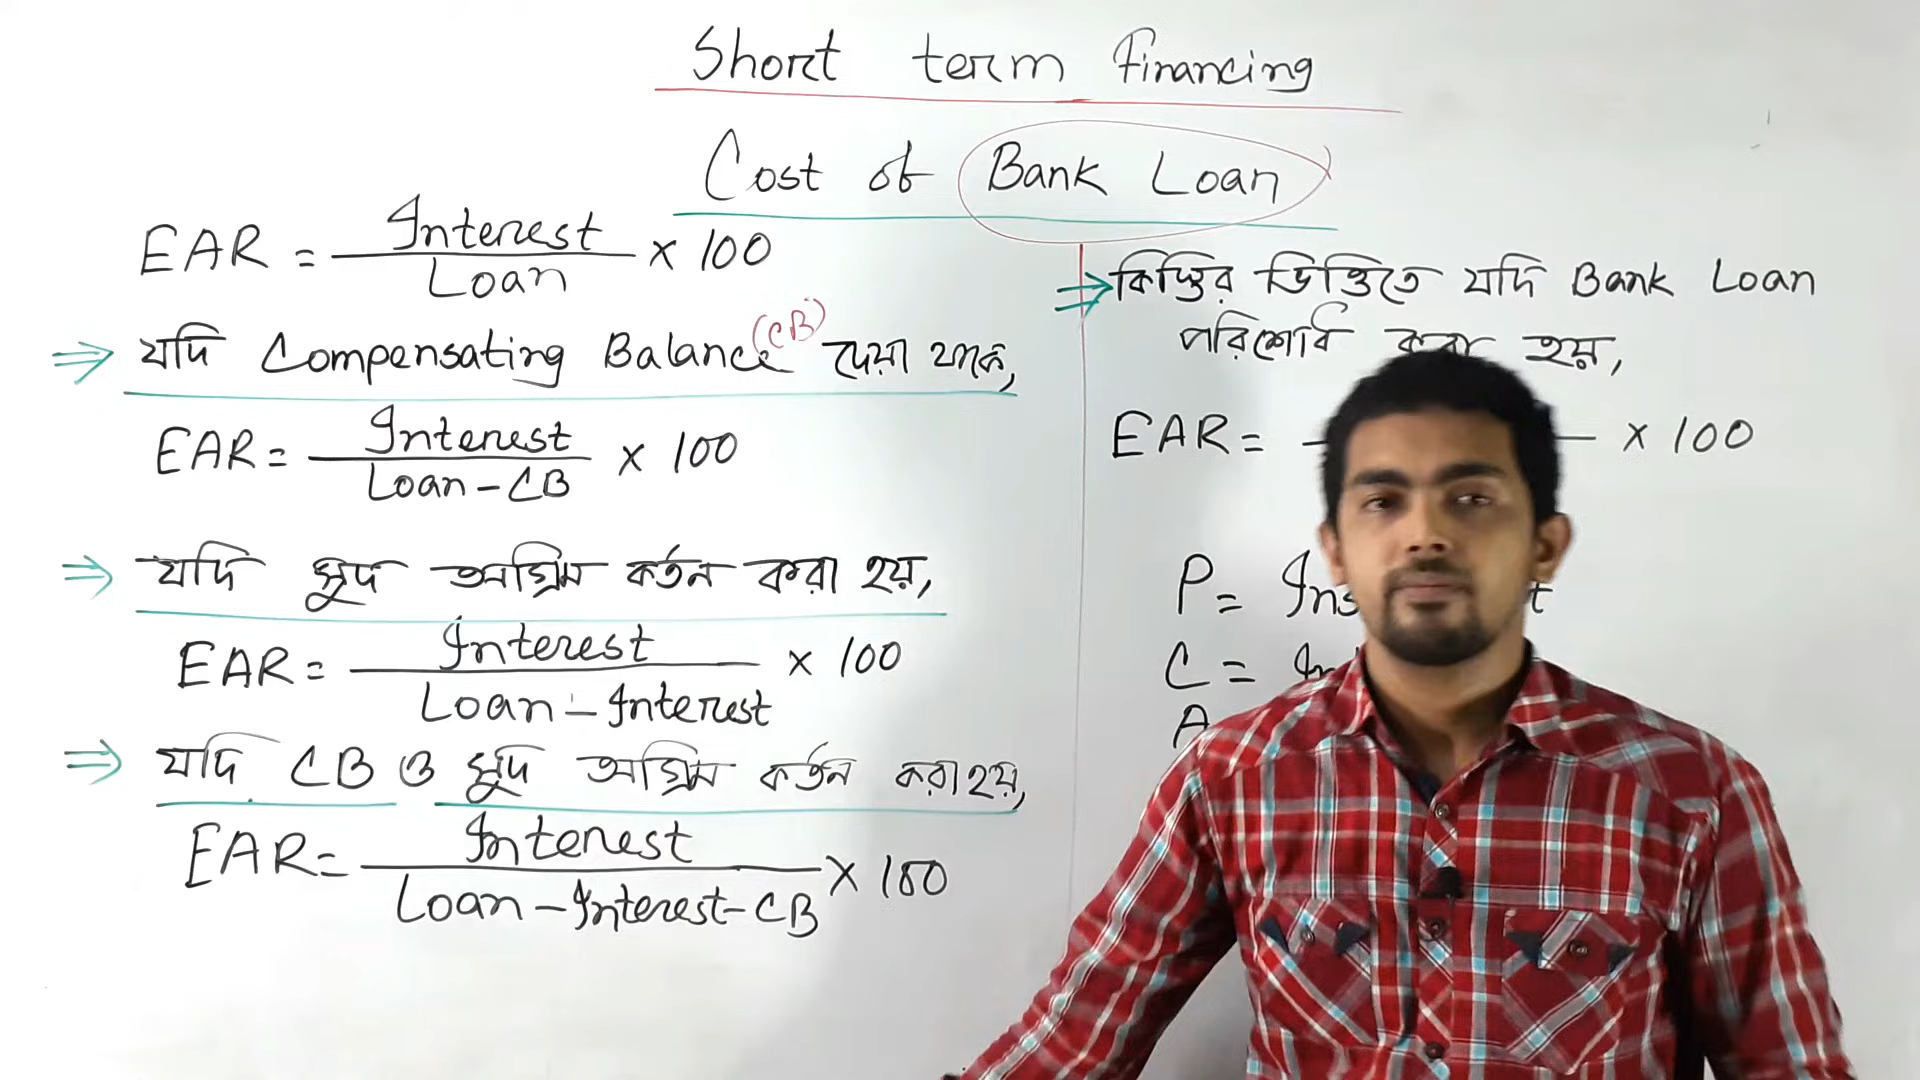 Short term Financing
Cost of Bank Loan
EAR = Interest / Loan × 100
⇒ যদি Compensating Balance (CB) দেয়া থাকে,
EAR = Interest / Loan - CB × 100
⇒ যদি সুদ অগ্রিম কর্তন করা হয়,
EAR = Interest / Loan - Interest × 100
⇒ যদি CB ও সুদ অগ্রিম কর্তন করা হয়,
EAR = Interest / Loan - Interest - CB × 100
⇒ কিস্তির ভিত্তিতে যদি Bank Loan
পরিশোধ করা হয়,
EAR = × 100
P =
C =
A